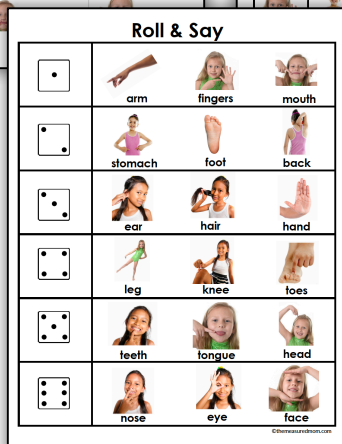 Roll & Say
arm fingers mouth
stomach foot back
ear hair hand
leg knee toes
teeth tongue head
nose eye face
©themeasuredmom.com